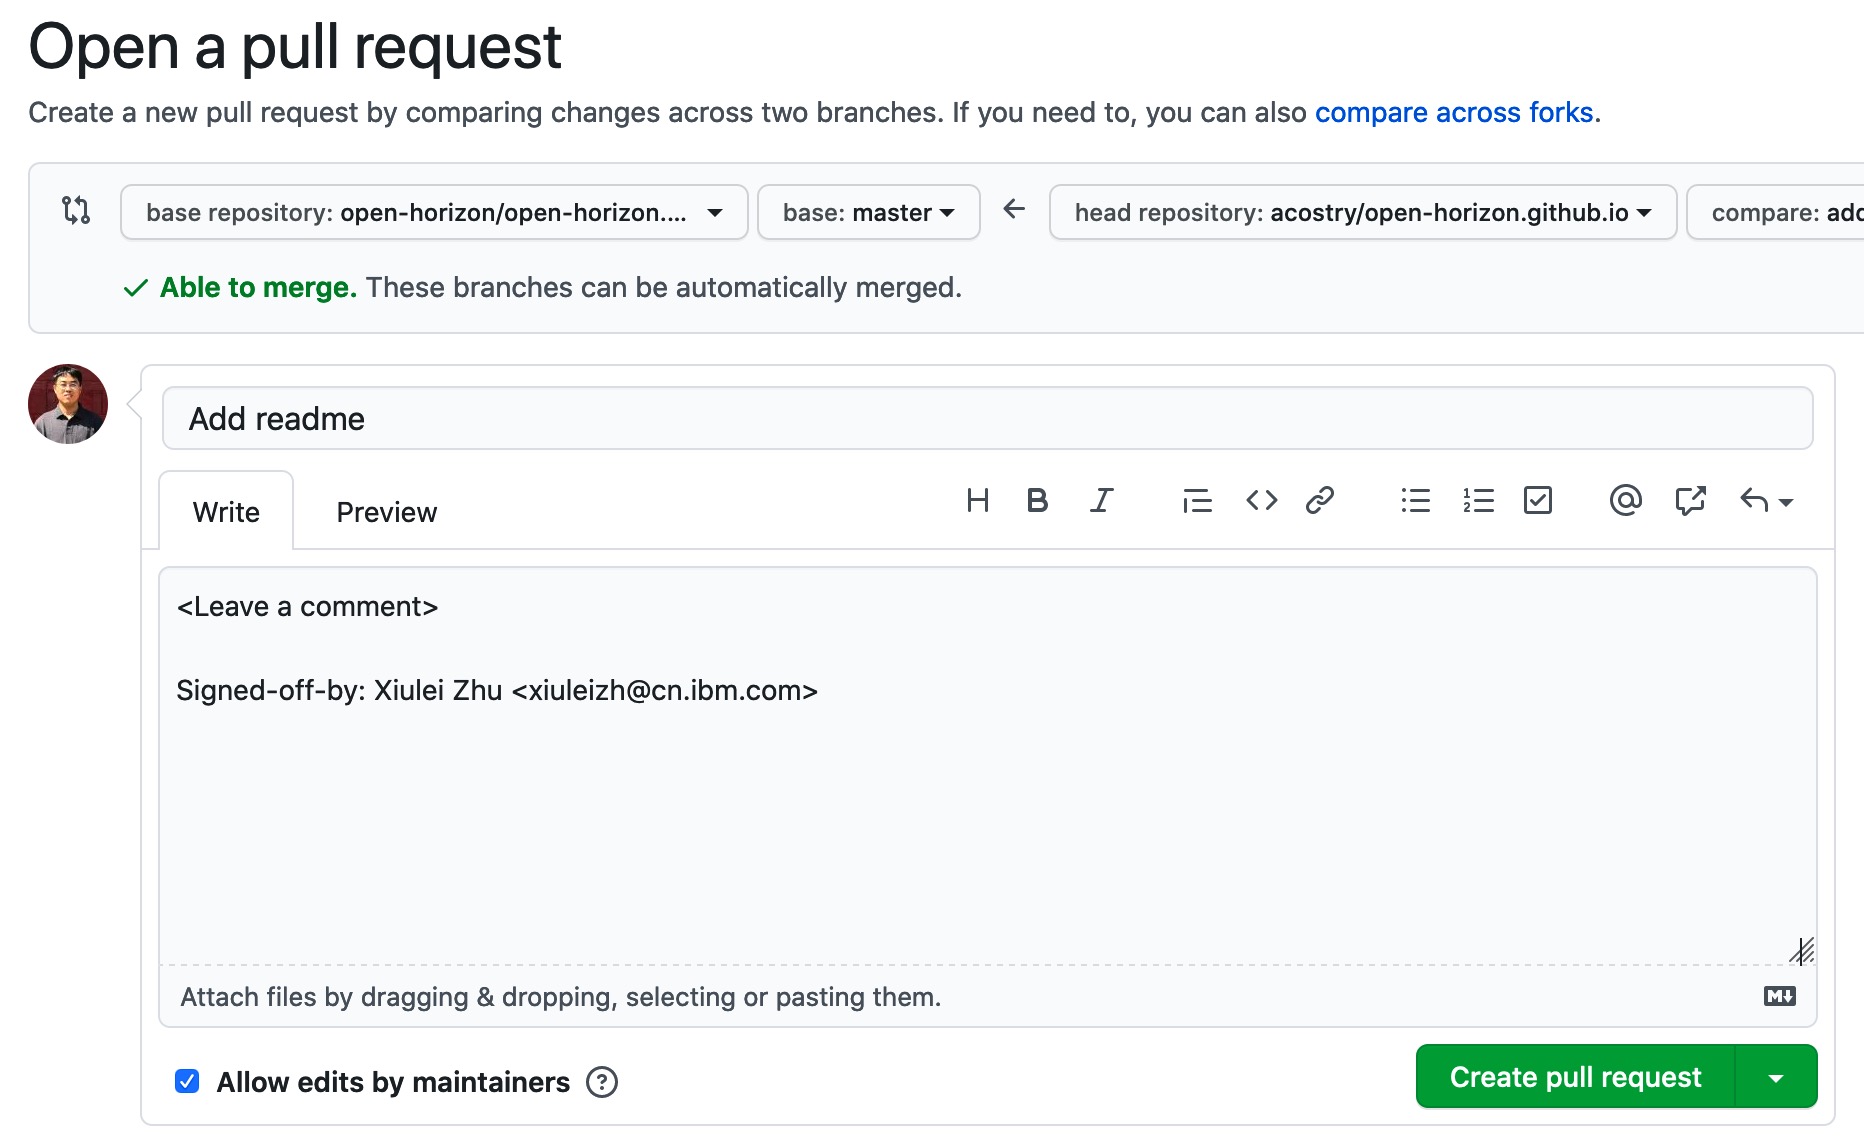 Open a pull request
Create a new pull request by comparing changes across two branches. If you need to, you can also compare across forks.
base repository: open-horizon/open-horizon.... base: master head repository: acostry/open-horizon.github.io compare:
Able to merge. These branches can be automatically merged.
Add readme
Write Preview H B I
<Leave a comment>
Signed-off-by: Xiulei Zhu <xiuleizh@cn.ibm.com>
Attach files by dragging & dropping, selecting or pasting them.
Allow edits by maintainers
Create pull request